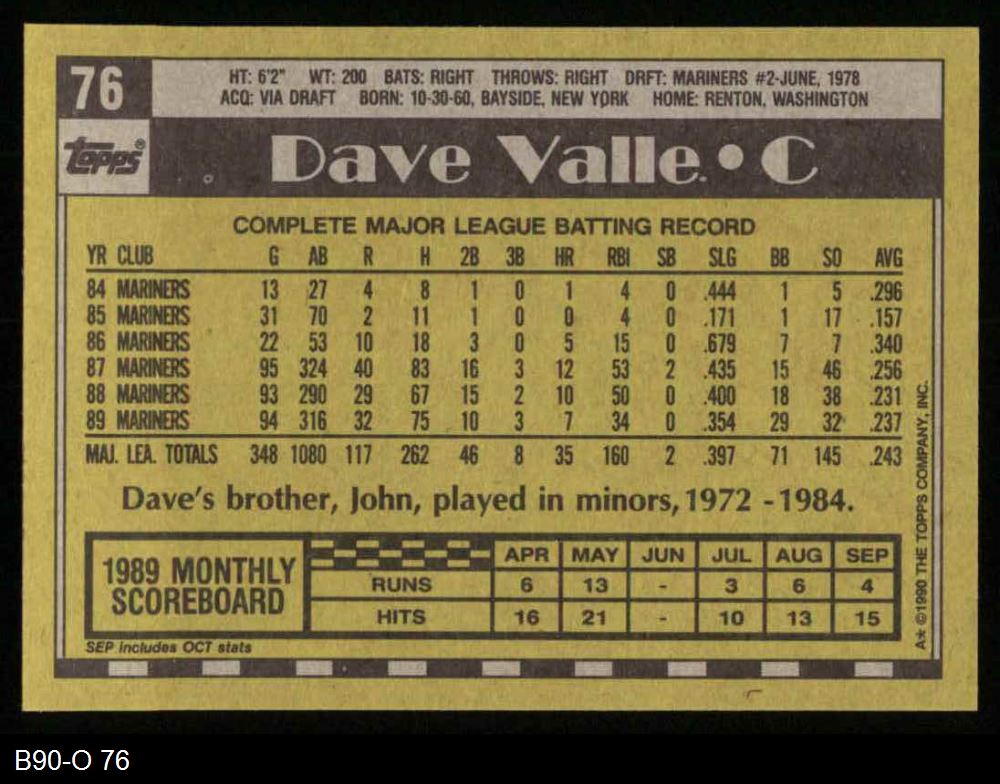 76
HT: 6'2" WT: 200 BATS: RIGHT THROWS: RIGHT DRFT: MARINERS #2-JUNE, 1978
ACQ: VIA DRAFT BORN: 10-30-60, BAYSIDE, NEW YORK HOME: RENTON, WASHINGTON
topps®
Dave Valle • C
COMPLETE MAJOR LEAGUE BATTING RECORD
YR CLUB G AB R H 2B 3B HR RBI SB SLG BB SO AVG
84 MARINERS 13 27 4 8 1 0 1 4 0 .444 1 5 .296
85 MARINERS 31 70 2 11 1 0 0 4 0 .171 1 17 .157
86 MARINERS 22 53 10 18 3 0 5 15 0 .679 7 7 .340
87 MARINERS 95 324 40 83 16 3 12 53 2 .435 15 46 .256
88 MARINERS 93 290 29 67 15 2 10 50 0 .400 18 38 .231
89 MARINERS 94 316 32 75 10 3 7 34 0 .354 29 32 .237
MAJ. LEA. TOTALS 348 1080 117 262 46 8 35 160 2 .397 71 145 .243
Dave's brother, John, played in minors, 1972 - 1984.
1989 MONTHLY
SCOREBOARD
APR MAY JUN JUL AUG SEP
RUNS 6 13 - 3 6 4
HITS 16 21 - 10 13 15
SEP includes OCT stats
A* ©1990 THE TOPPS COMPANY, INC.
B90-O 76